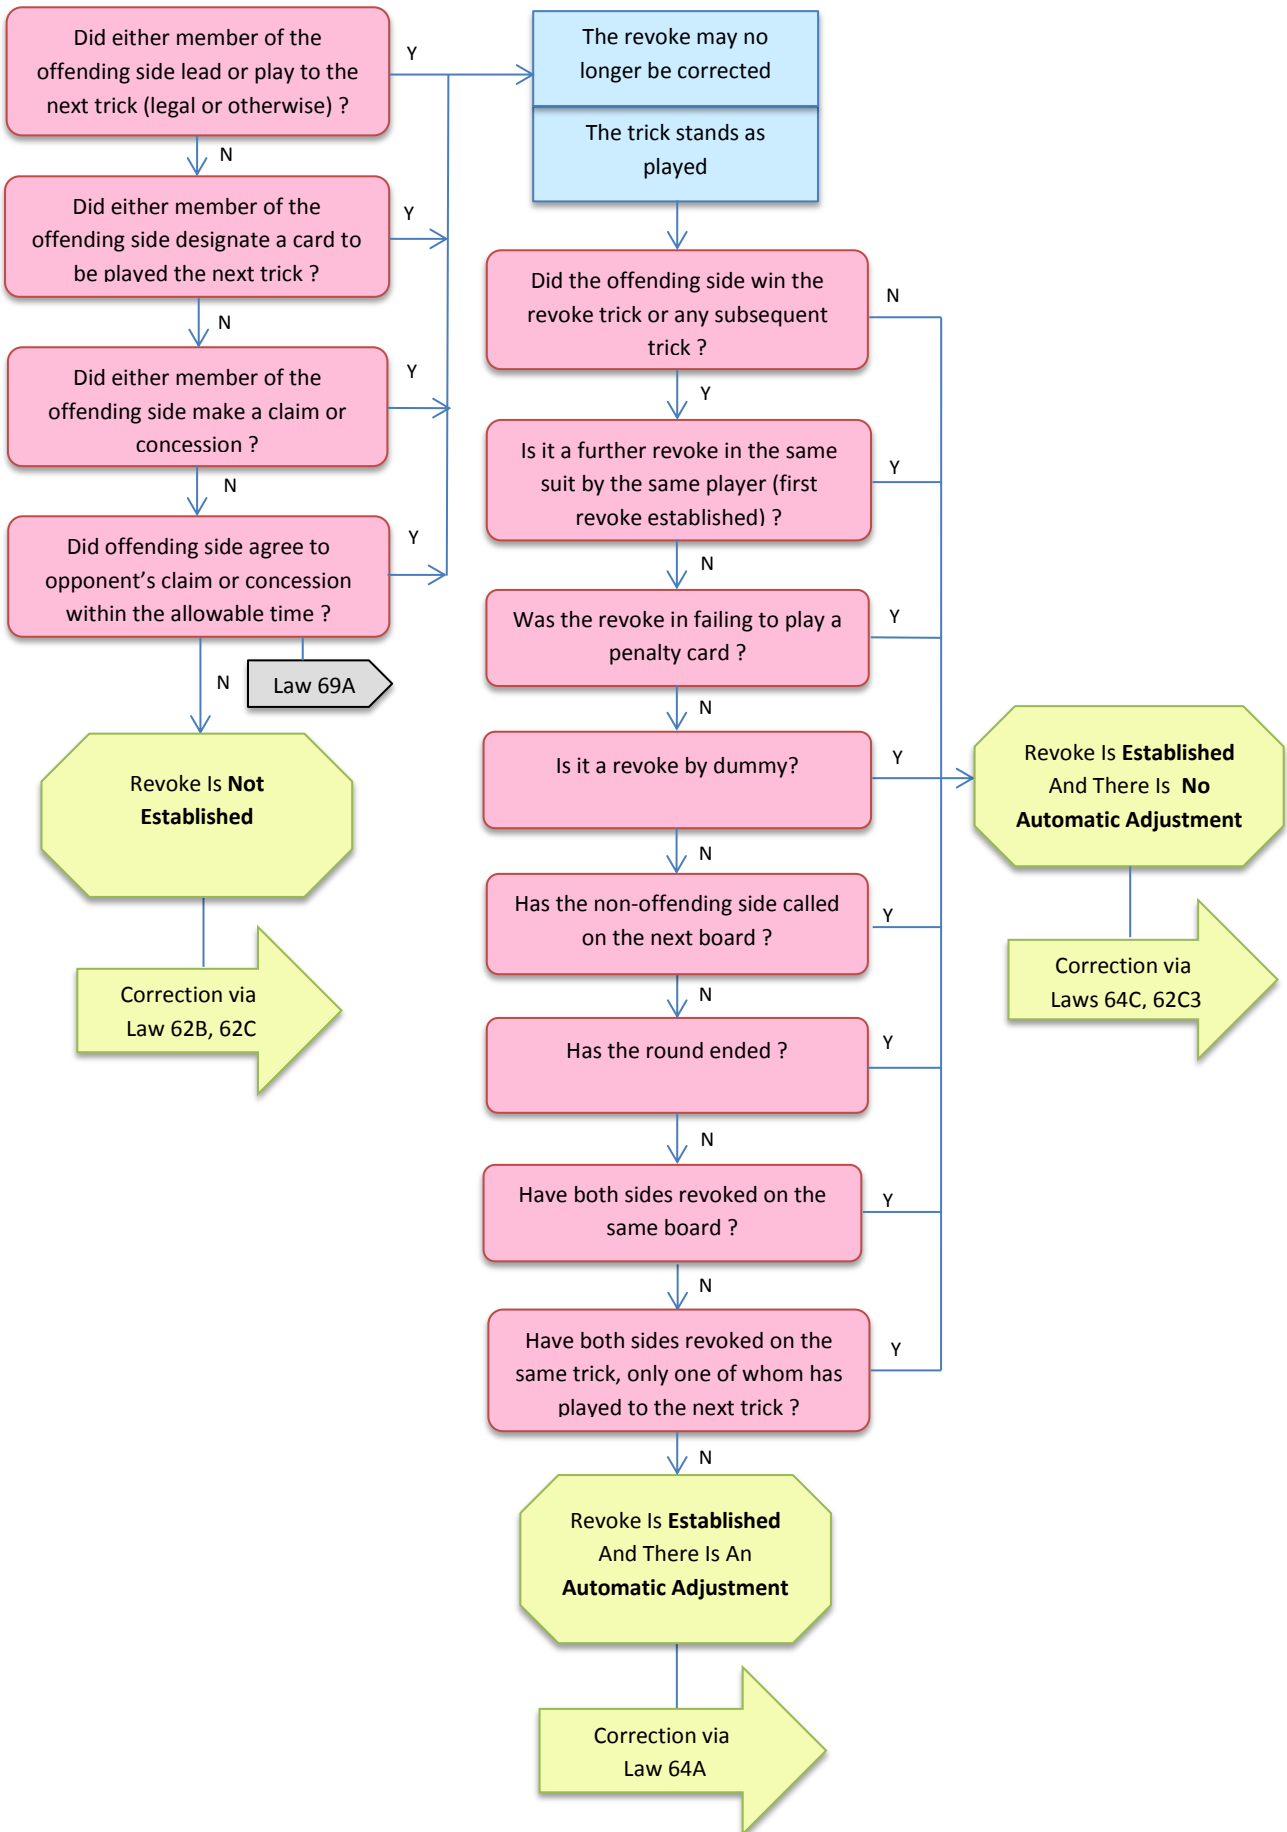 Did either member of the
offending side lead or play to the
next trick (legal or otherwise) ?
Y
N
Did either member of the
offending side designate a card to
be played the next trick ?
Y
N
Did either member of the
offending side make a claim or
concession ?
Y
N
Did offending side agree to
opponent’s claim or concession
within the allowable time ?
Y
N
Law 69A
Revoke Is Not
Established
Correction via
Law 62B, 62C
The revoke may no
longer be corrected
The trick stands as
played
Did the offending side win the
revoke trick or any subsequent
trick ?
N
Y
Is it a further revoke in the same
suit by the same player (first
revoke established) ?
Y
N
Was the revoke in failing to play a
penalty card ?
Y
N
Is it a revoke by dummy?
Y
N
Has the non-offending side called
on the next board ?
Y
N
Has the round ended ?
Y
N
Have both sides revoked on the
same board ?
Y
N
Have both sides revoked on the
same trick, only one of whom has
played to the next trick ?
Y
N
Revoke Is Established
And There Is An
Automatic Adjustment
Correction via
Law 64A
Revoke Is Established
And There Is No
Automatic Adjustment
Correction via
Laws 64C, 62C3